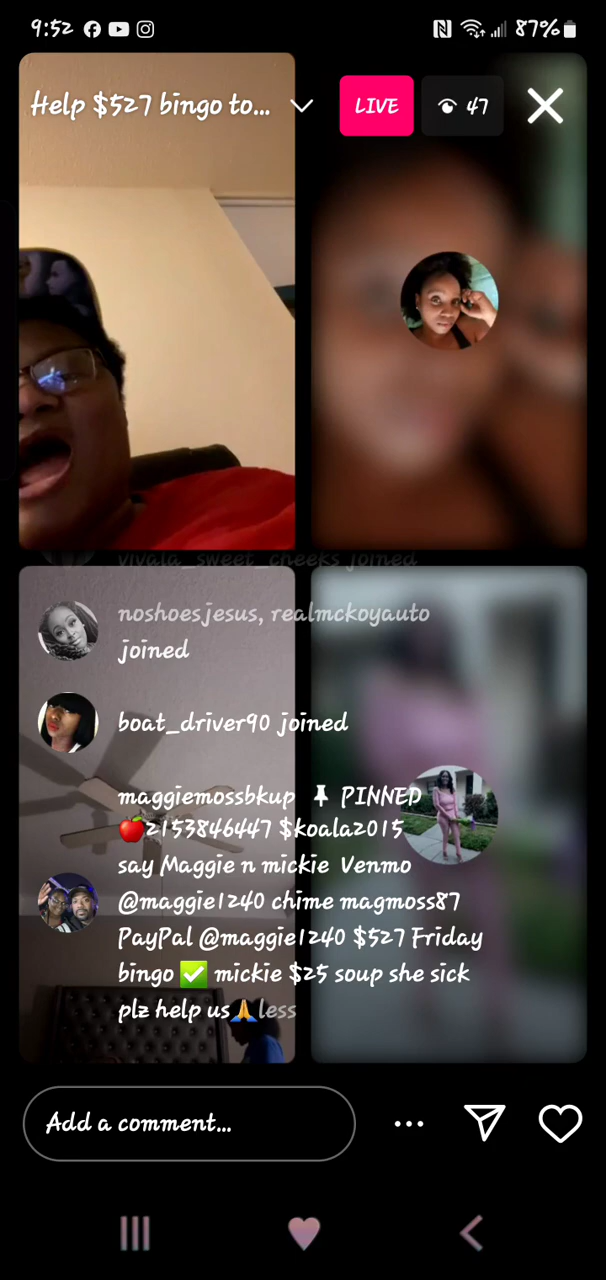 9:52
87%
Help $527 bingo to...
LIVE
47
vivala_sweet_cheeks joined
noshoesjesus, realmckoyauto
joined
boat_driver90 joined
maggiemossbkup 📌 PINNED
🍎2153846447 $koala2015
say Maggie n mickie Venmo
@maggie1240 chime magmoss87
PayPal @maggie1240 $527 Friday
bingo ✅ mickie $25 soup she sick
plz help us🙏less
Add a comment...